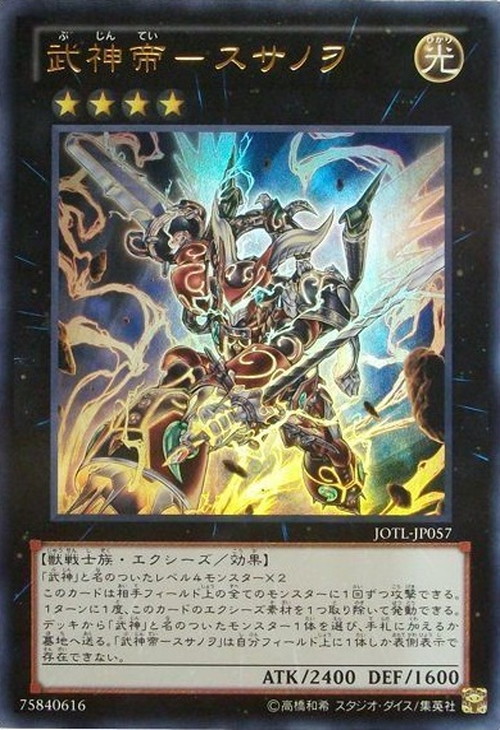 武神帝－スサノヲ
光
JOTL-JP057
【獣戦士族・エクシーズ/効果】
「武神」と名のついたレベル4モンスター×2
このカードは相手フィールド上の全てのモンスターに1回ずつ攻撃できる。
1ターンに1度、このカードのエクシーズ素材を1つ取り除いて発動できる。
デッキから「武神」と名のついたモンスター1体を選び、手札に加えるか
墓地へ送る。「武神帝ースサノヲ」は自分フィールド上に1体しか表側表示で
存在できない。
ATK/2400 DEF/1600
75840616
©高橋和希 スタジオ・ダイス/集英社